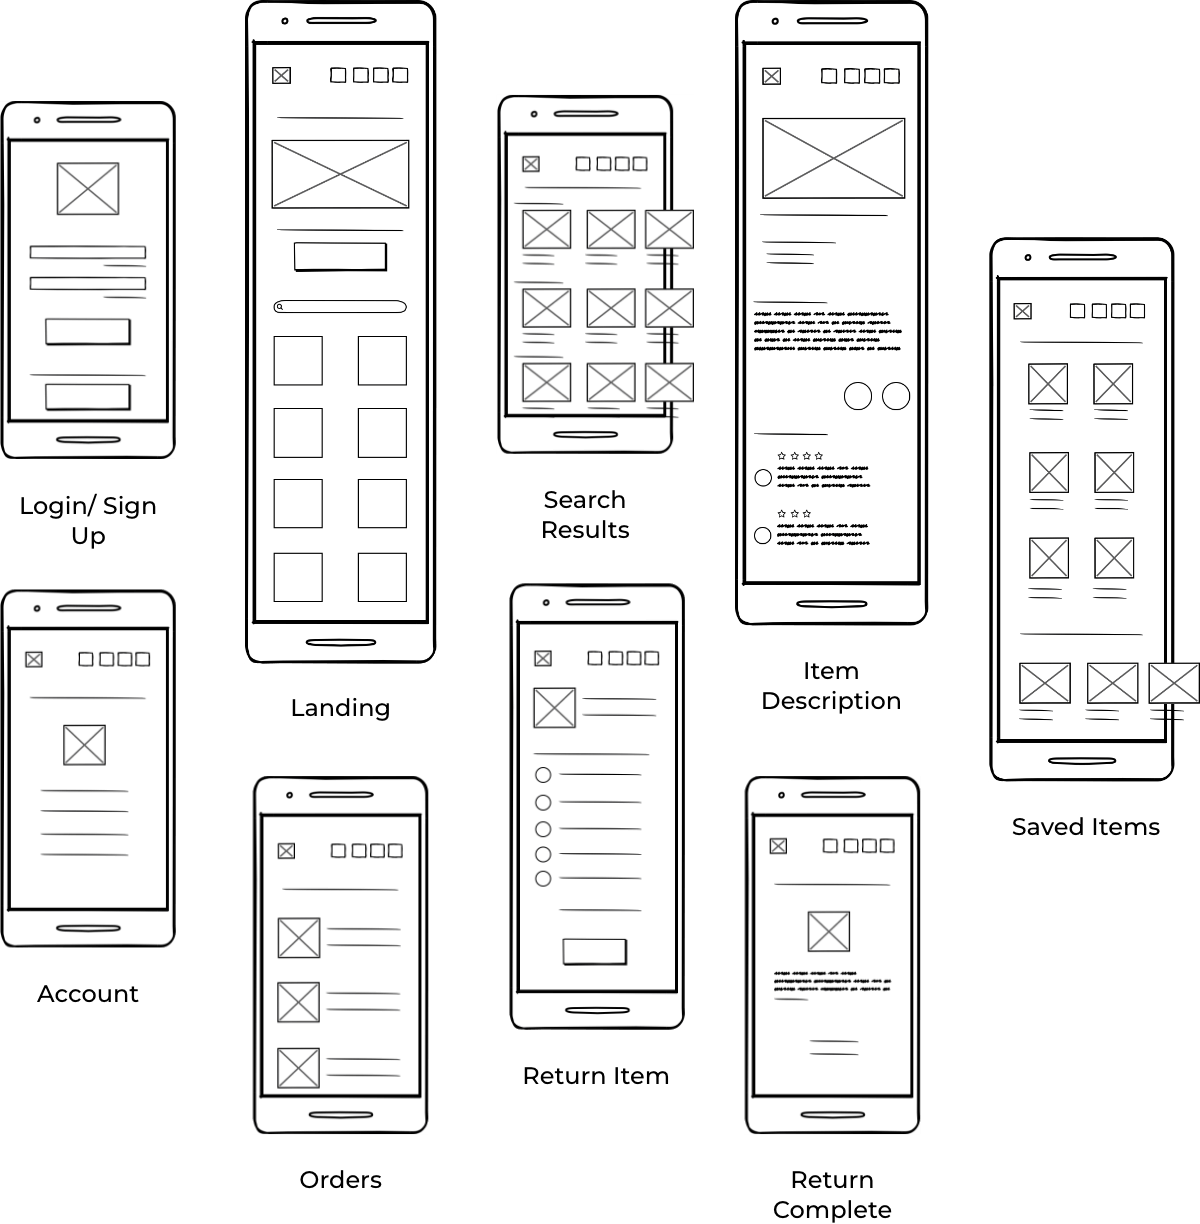 Login/ Sign
Up
Landing
Search
Results
Item
Description
Saved Items
Account
Orders
Return Item
Return
Complete